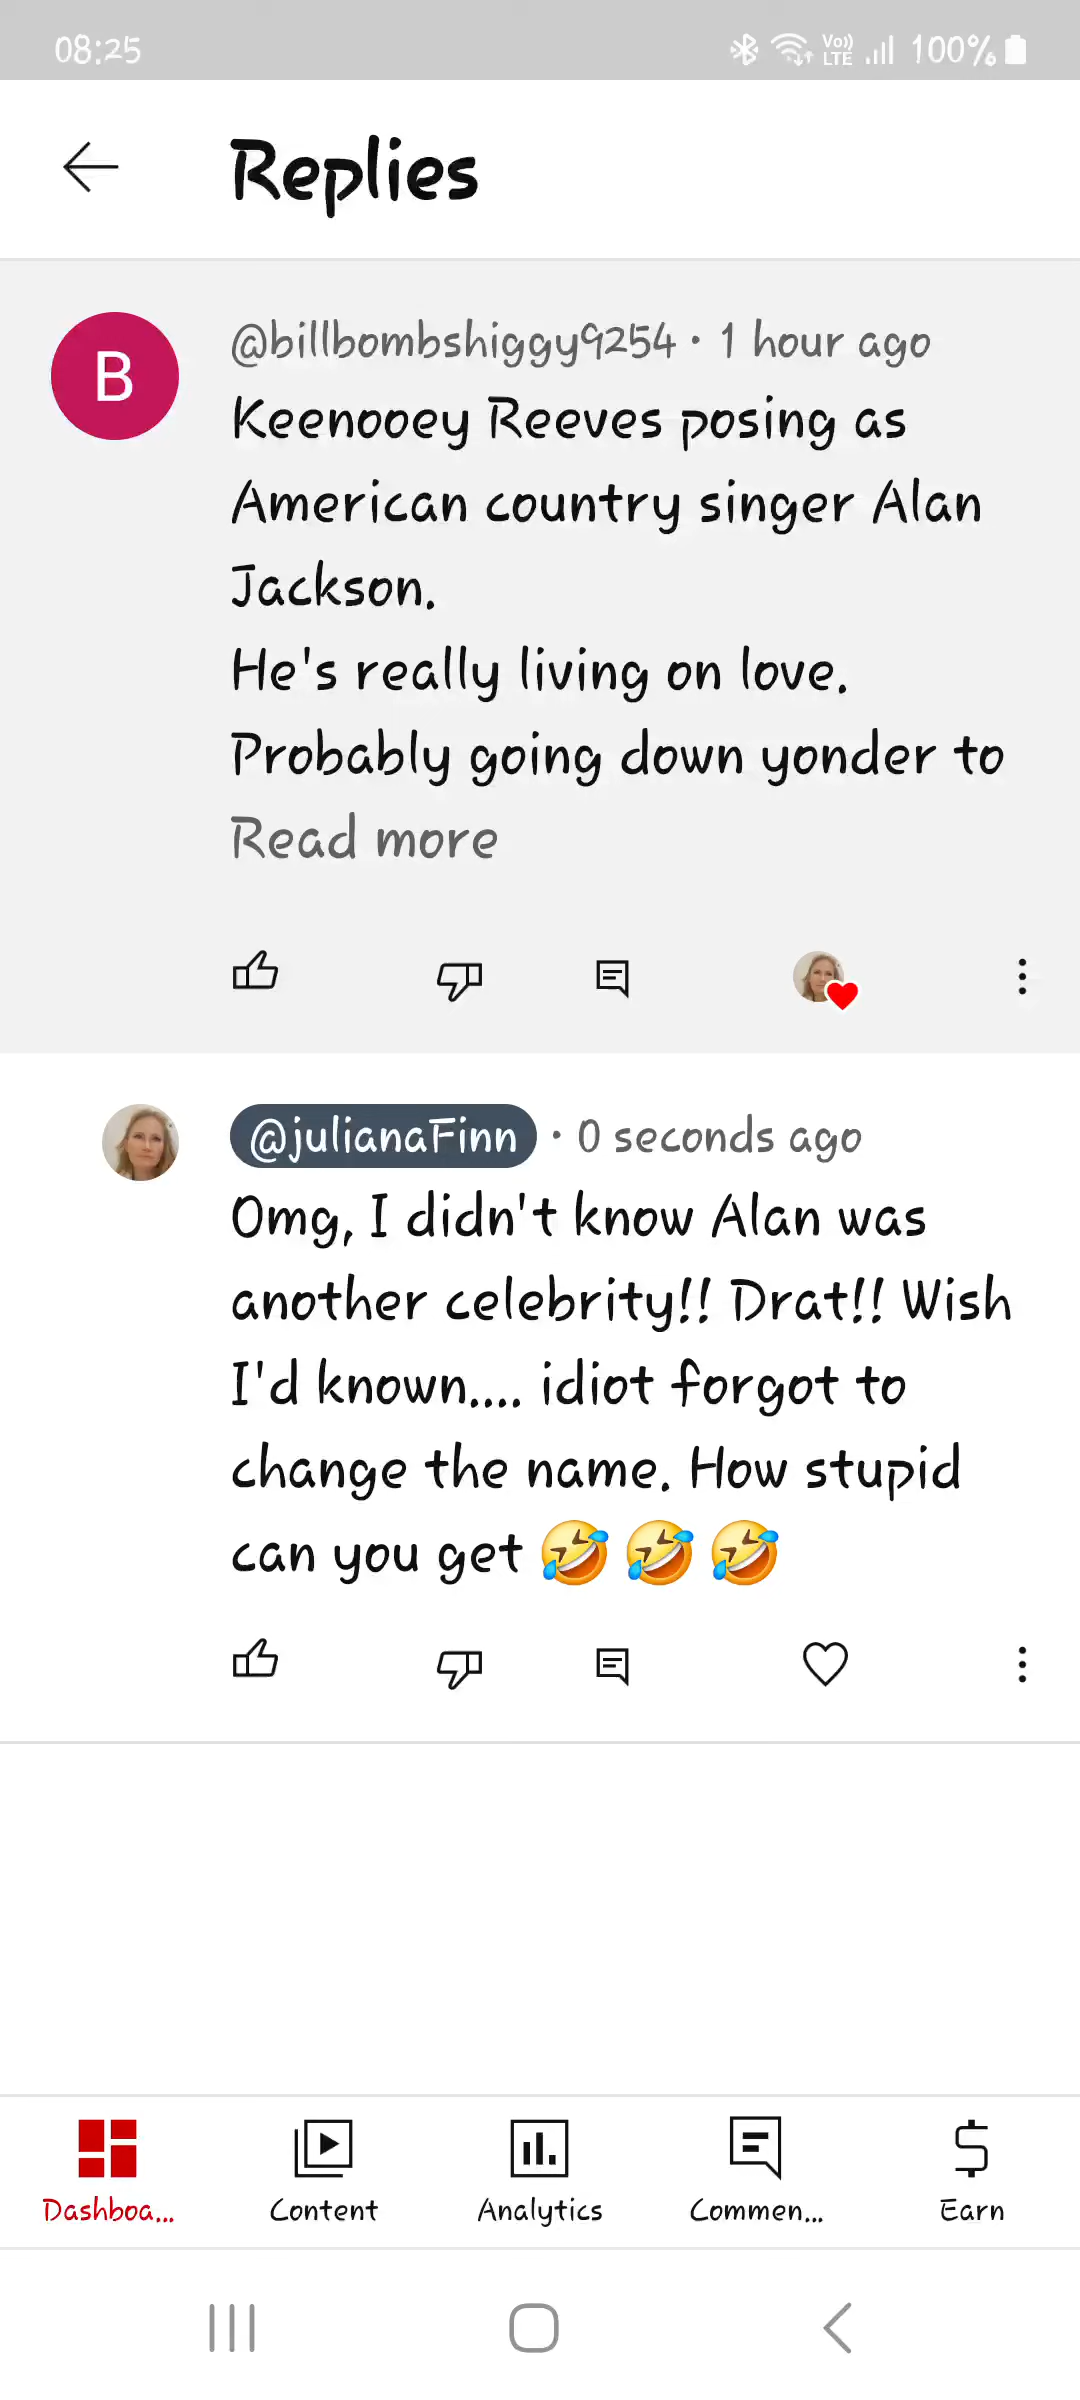 08:25 Vo)) LTE 100%
Replies
B
@billbombshiggy9254 · 1 hour ago
Keenooey Reeves posing as
American country singer Alan
Jackson.
He's really living on love.
Probably going down yonder to
Read more
@julianaFinn · 0 seconds ago
Omg, I didn't know Alan was
another celebrity!! Drat!! Wish
I'd known.... idiot forgot to
change the name. How stupid
can you get 🤣 🤣 🤣
Dashboa... Content Analytics Commen... Earn